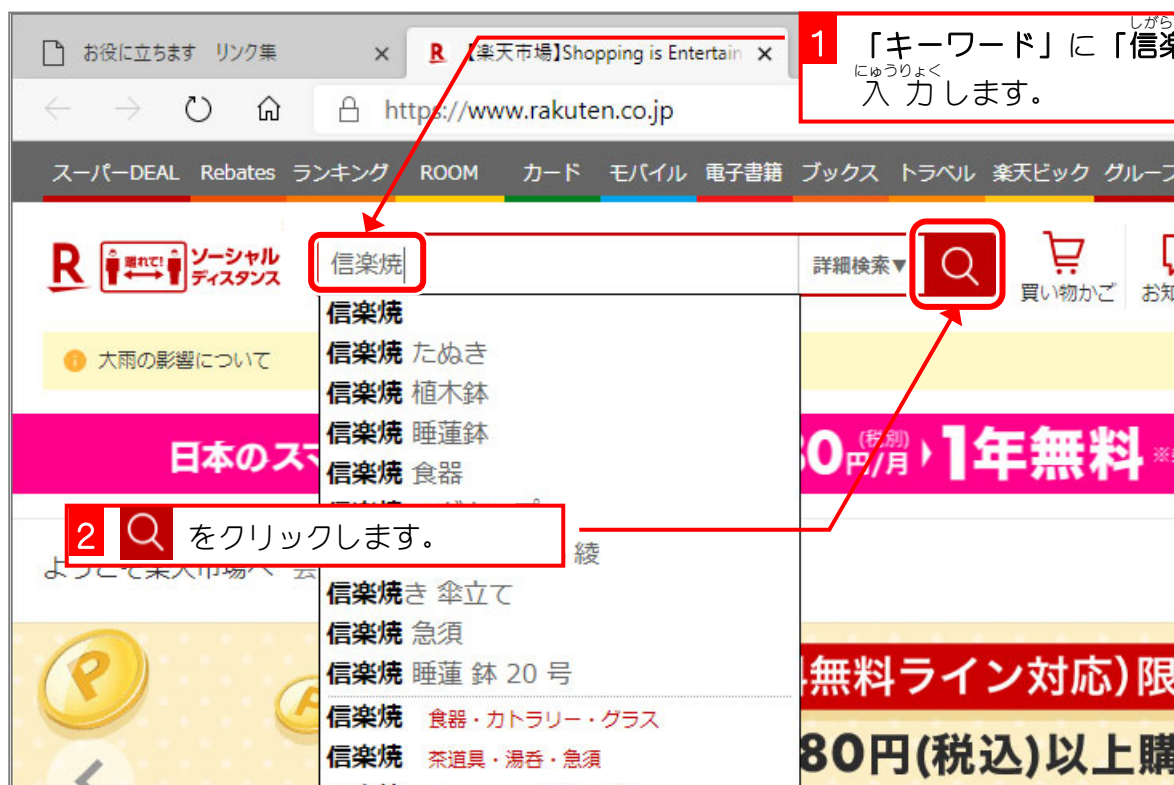 お役に立ちます リンク集
【楽天市場】Shopping is Entertain
1 「キーワード」に「信楽
しがら
にゅうりょく
入力します。
https://www.rakuten.co.jp
スーパーDEAL Rebates ランキング ROOM カード モバイル 電子書籍 ブックス トラベル 楽天ビック グループ
R 離れて! ソーシャル
ディスタンス
信楽焼
詳細検索▼
買い物かご お知
信楽焼
大雨の影響について
信楽焼 たぬき
信楽焼 植木鉢
信楽焼 睡蓮鉢
日本のス
80円/月 (税別) 1年無料
信楽焼 食器
2 をクリックします。
綾
ようこそ楽天市場へ
信楽焼き 傘立て
信楽焼 急須
信楽焼 睡蓮 鉢 20 号
無料ライン対応)限
信楽焼 食器・カトラリー・グラス
信楽焼 茶道具・湯呑・急須
80円(税込)以上購